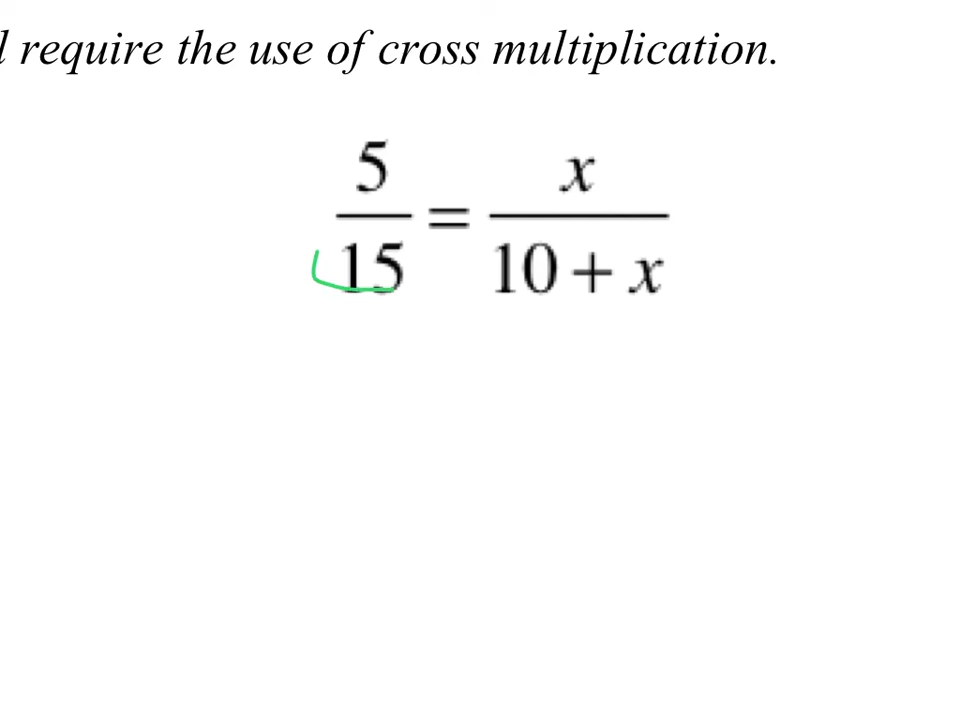 require the use of cross multiplication.
5/15 = x/(10 + x)